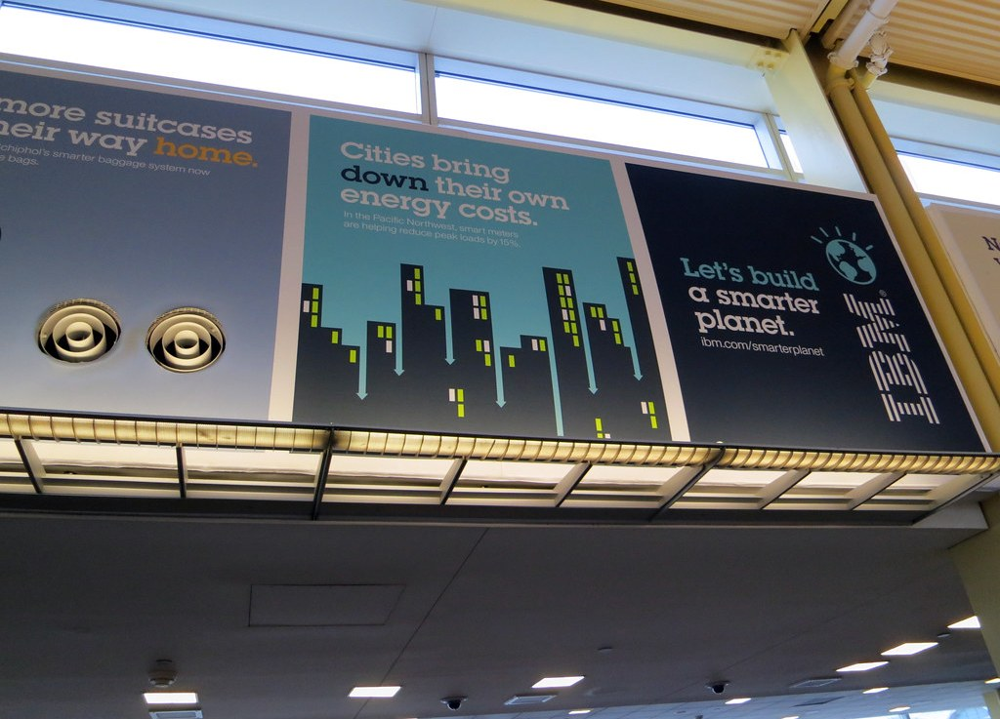 more suitcases
heir way home.
chiphol's smarter baggage system now
bags.
Cities bring
down their own
energy costs.
In the Pacific Northwest, smart meters
are helping reduce peak loads by 15%.
Let's build
a smarter
planet.
ibm.com/smarterplanet
IBM®
N